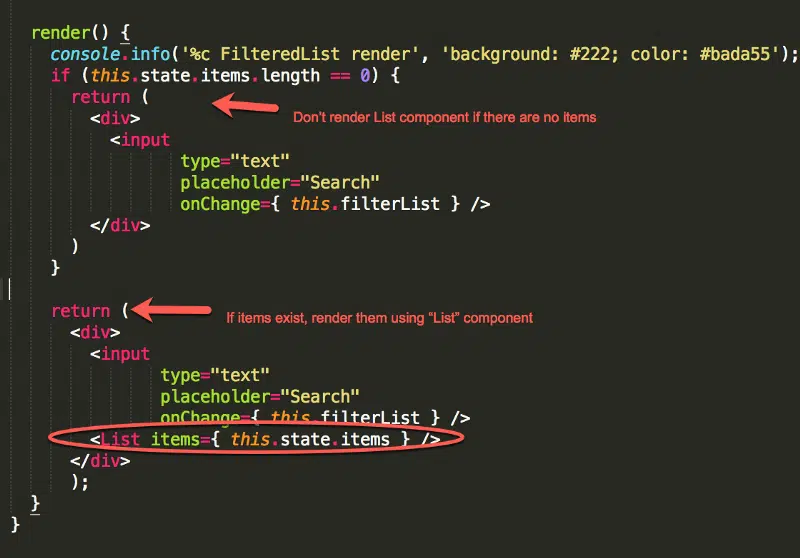 render() {
console.info('%c FilteredList render', 'background: #222; color: #bada55');
if (this.state.items.length == 0) {
return (
Don't render List component if there are no items
<div>
<input
type="text"
placeholder="Search"
onChange={ this.filterList } />
</div>
)
}
return (
If items exist, render them using “List” component
<div>
<input
type="text"
placeholder="Search"
onChange={ this.filterList } />
<List items={ this.state.items } />
</div>
);
}
}